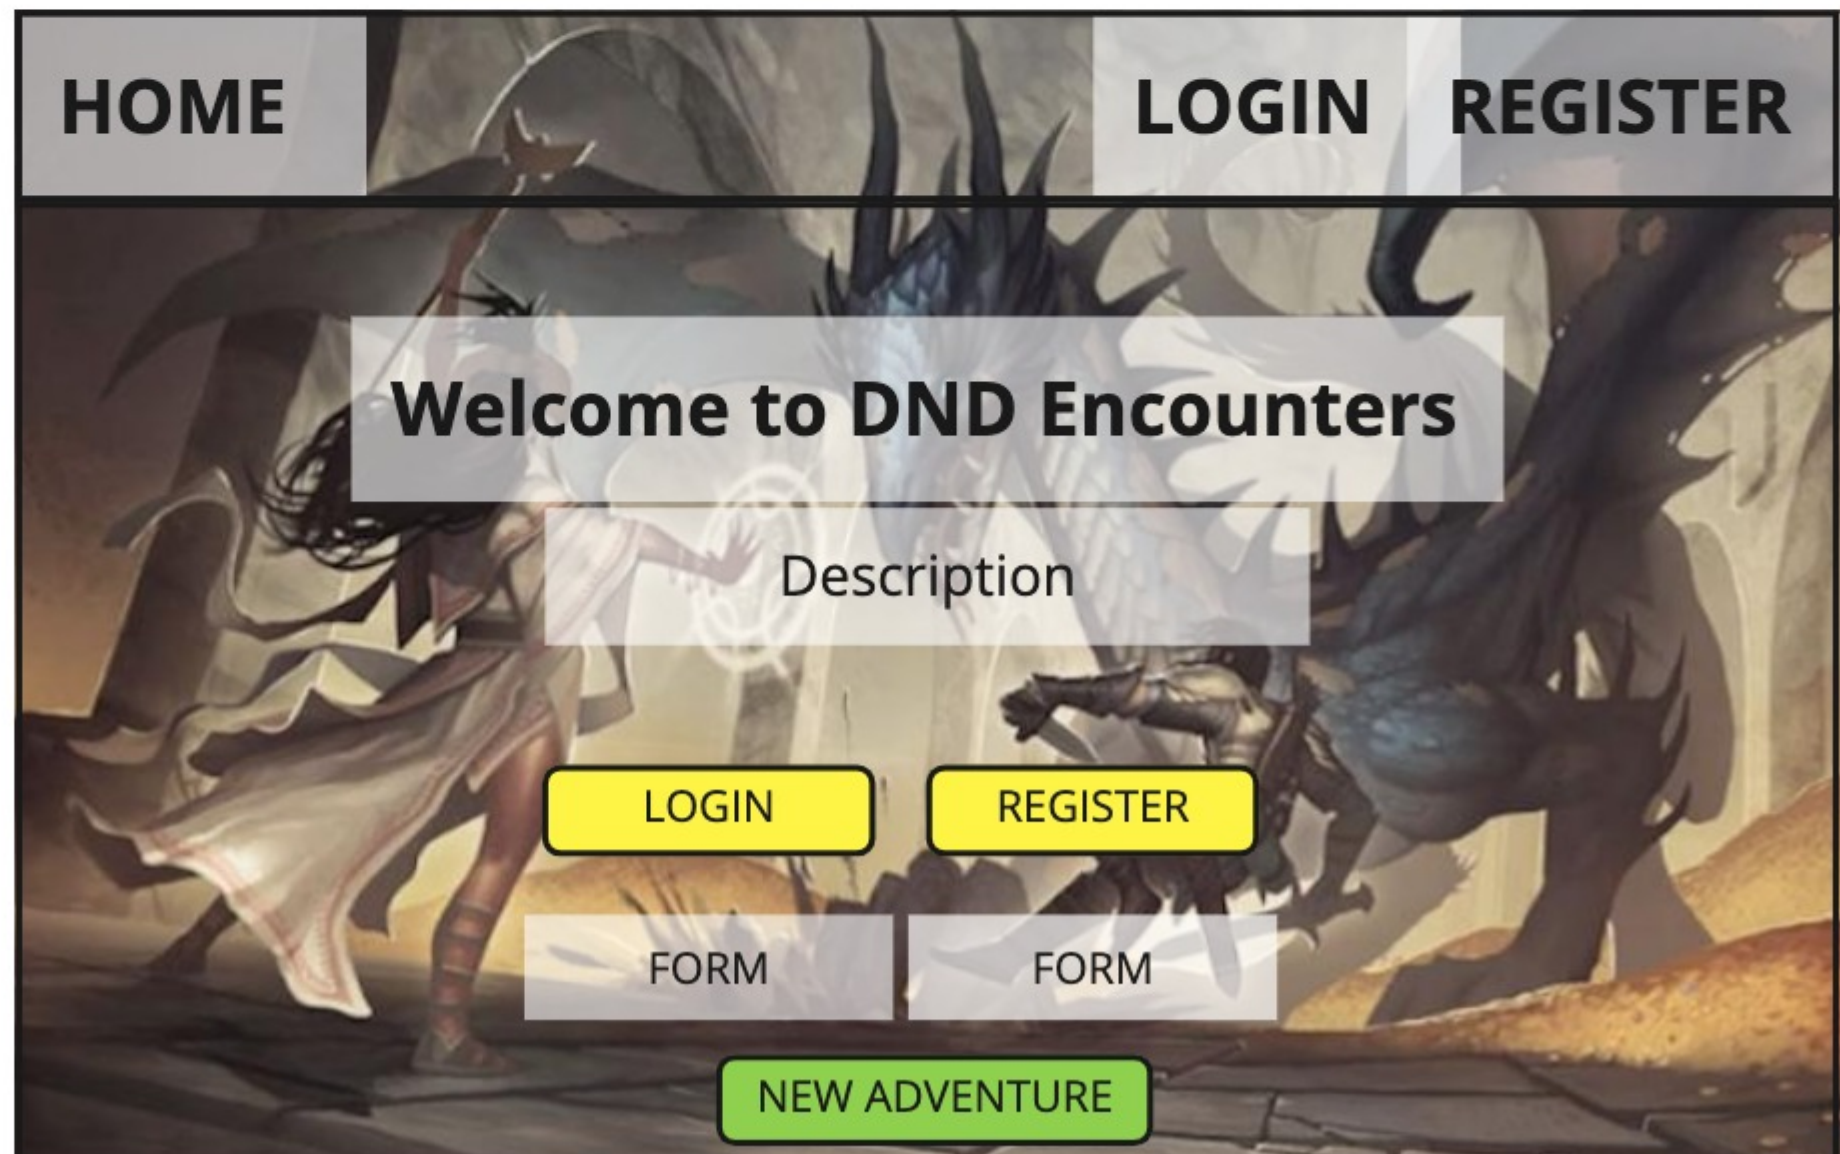 HOME LOGIN REGISTER
Welcome to DND Encounters
Description
LOGIN REGISTER
FORM FORM
NEW ADVENTURE